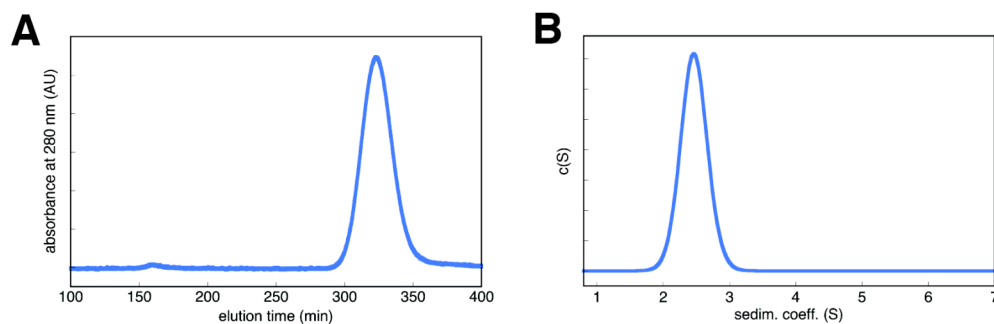 A
absorbance at 280 nm (AU)
100 150 200 250 300 350 400
elution time (min)
B
c(S)
1 2 3 4 5 6 7
sedim. coeff. (S)